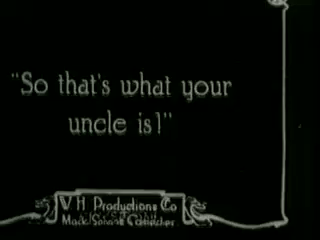 "So that's what your
uncle is!"
W. H. Productions Co
Mack Sennett Comedies